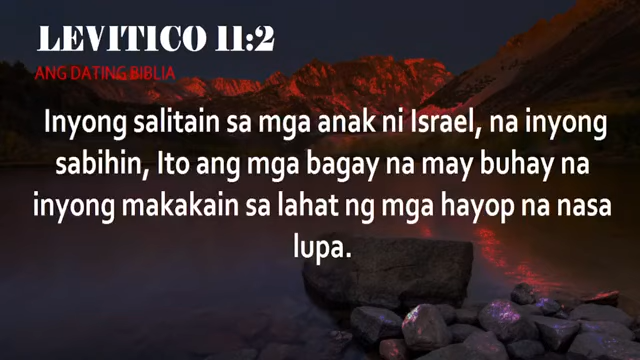 LEVITICO 11:2
ANG DATING BIBLIA
Inyong salitain sa mga anak ni Israel, na inyong
sabihin, Ito ang mga bagay na may buhay na
inyong makakain sa lahat ng mga hayop na nasa
lupa.